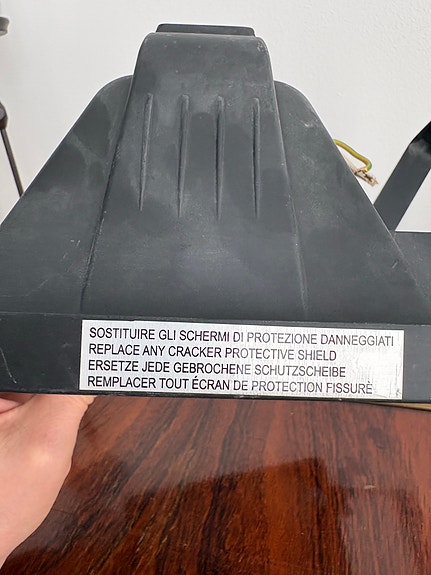 SOSTITUIRE GLI SCHERMI DI PROTEZIONE DANNEGGIATI
REPLACE ANY CRACKER PROTECTIVE SHIELD
ERSETZE JEDE GEBROCHENE SCHUTZSCHEIBE
REMPLACER TOUT ÉCRAN DE PROTECTION FISSURÈ